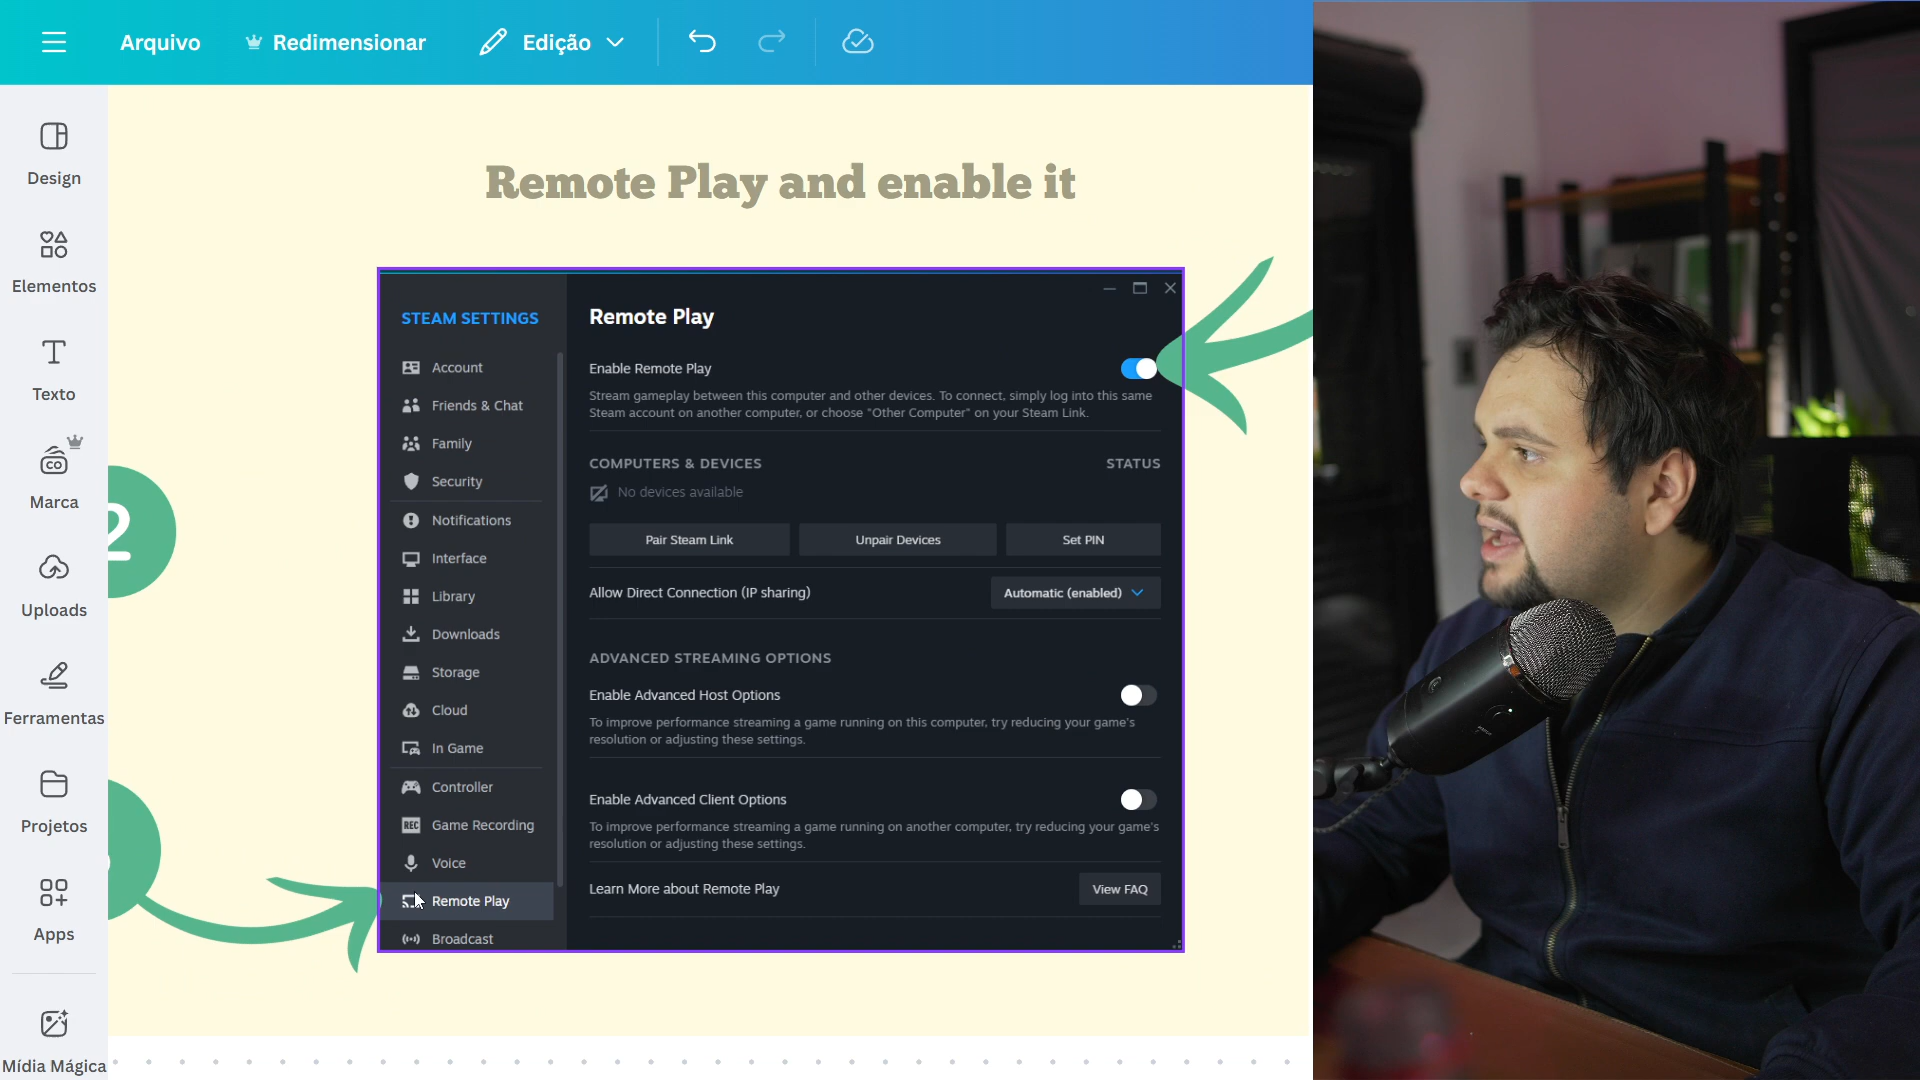 Arquivo
Redimensionar
Edição
Design
Elementos
Texto
CO
Marca
Uploads
Ferramentas
Projetos
Apps
Mídia Mágica
Remote Play and enable it
2
STEAM SETTINGS
Account
Friends & Chat
Family
Security
Notifications
Interface
Library
Downloads
Storage
Cloud
In Game
Controller
REC Game Recording
Voice
Remote Play
Broadcast
Remote Play
Enable Remote Play
Stream gameplay between this computer and other devices. To connect, simply log into this same
Steam account on another computer, or choose "Other Computer" on your Steam Link.
COMPUTERS & DEVICES STATUS
No devices available
Pair Steam Link Unpair Devices Set PIN
Allow Direct Connection (IP sharing) Automatic (enabled)
ADVANCED STREAMING OPTIONS
Enable Advanced Host Options
To improve performance streaming a game running on this computer, try reducing your game's
resolution or adjusting these settings.
Enable Advanced Client Options
To improve performance streaming a game running on another computer, try reducing your game's
resolution or adjusting these settings.
Learn More about Remote Play View FAQ